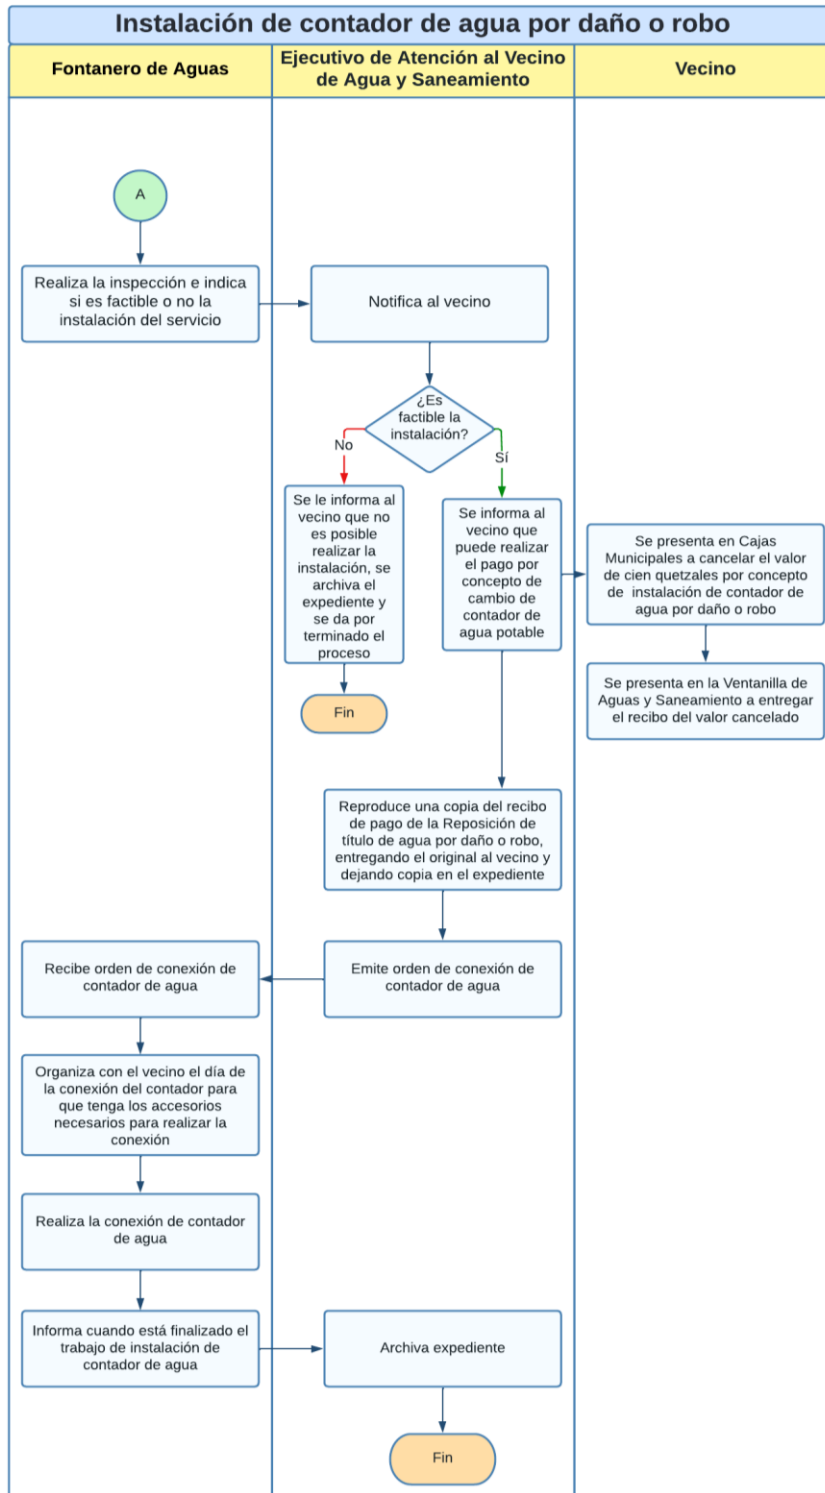 Instalación de contador de agua por daño o robo
Fontanero de Aguas
Ejecutivo de Atención al Vecino
de Agua y Saneamiento
Vecino
A
Realiza la inspección e indica
si es factible o no la
instalación del servicio
Notifica al vecino
¿Es
factible la
instalación?
No
Sí
Se le informa al
vecino que no
es posible
realizar la
instalación, se
archiva el
expediente y
se da por
terminado el
proceso
Fin
Se informa al
vecino que
puede realizar
el pago por
concepto de
cambio de
contador de
agua potable
Se presenta en Cajas
Municipales a cancelar el valor
de cien quetzales por concepto
de instalación de contador de
agua por daño o robo
Se presenta en la Ventanilla de
Aguas y Saneamiento a entregar
el recibo del valor cancelado
Reproduce una copia del recibo
de pago de la Reposición de
título de agua por daño o robo,
entregando el original al vecino y
dejando copia en el expediente
Emite orden de conexión de
contador de agua
Recibe orden de conexión de
contador de agua
Organiza con el vecino el día de
la conexión del contador para
que tenga los accesorios
necesarios para realizar la
conexión
Realiza la conexión de contador
de agua
Informa cuando está finalizado el
trabajo de instalación de
contador de agua
Archiva expediente
Fin